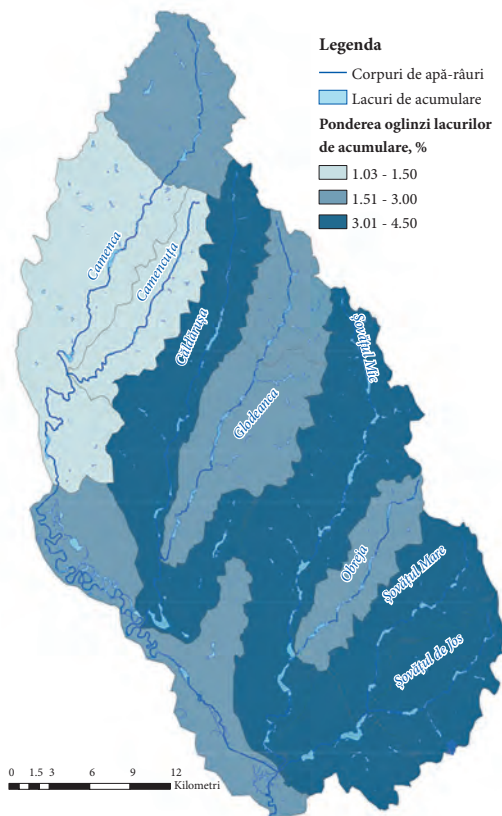 Legenda
Corpuri de apă-râuri
Lacuri de acumulare
Ponderea oglinzi lacurilor
de acumulare, %
1.03 - 1.50
1.51 - 3.00
3.01 - 4.50
Camenca
Camencuța
Căldărușa
Glodeanca
Șovățul Mic
Obreja
Șovățul Mare
Șovățul de Jos
0 1.5 3 6 9 12
Kilometri